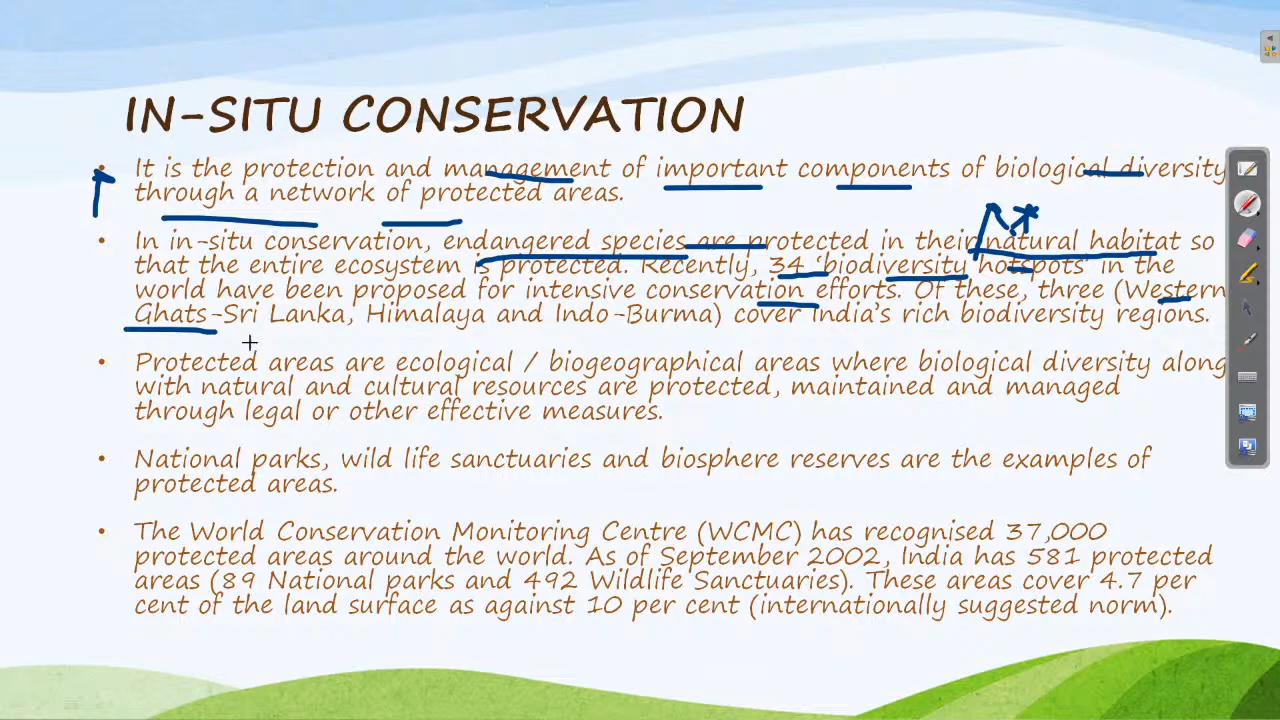 IN-SITU CONSERVATION
• It is the protection and management of important components of biological diversity
through a network of protected areas.
• In in-situ conservation, endangered species are protected in their natural habitat so
that the entire ecosystem is protected. Recently, 34 ‘biodiversity hotspots’ in the
world have been proposed for intensive conservation efforts. Of these, three (Western
Ghats-Sri Lanka, Himalaya and Indo-Burma) cover India’s rich biodiversity regions.
• Protected areas are ecological / biogeographical areas where biological diversity along
with natural and cultural resources are protected, maintained and managed
through legal or other effective measures.
• National parks, wild life sanctuaries and biosphere reserves are the examples of
protected areas.
• The World Conservation Monitoring Centre (WCMC) has recognised 37,000
protected areas around the world. As of September 2002, India has 581 protected
areas (89 National parks and 492 Wildlife Sanctuaries). These areas cover 4.7 per
cent of the land surface as against 10 per cent (internationally suggested norm).